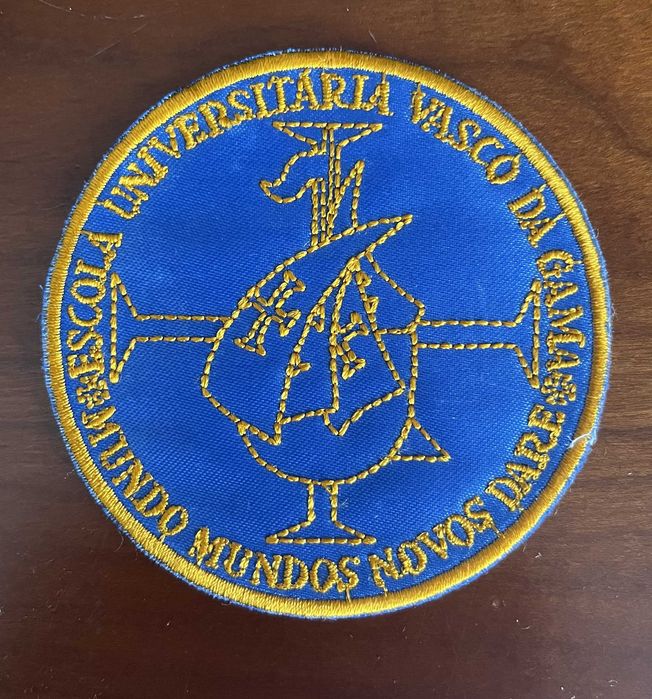 ESCOLA UNIVERSITÁRIA VASCO DA GAMA
MUNDO MUNDOS NOVOS DARE